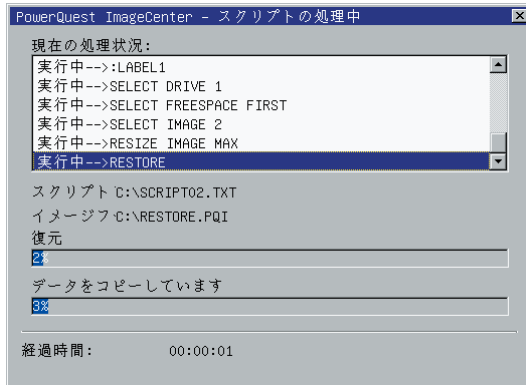 PowerQuest ImageCenter - スクリプトの処理中
現在の処理状況:
実行中-->:LABEL1
実行中-->SELECT DRIVE 1
実行中-->SELECT FREESPACE FIRST
実行中-->SELECT IMAGE 2
実行中-->RESIZE IMAGE MAX
実行中-->RESTORE
スクリプト C:\SCRIPT02.TXT
イメージフ C:\RESTORE.PQI
復元
2%
データをコピーしています
3%
経過時間: 00:00:01